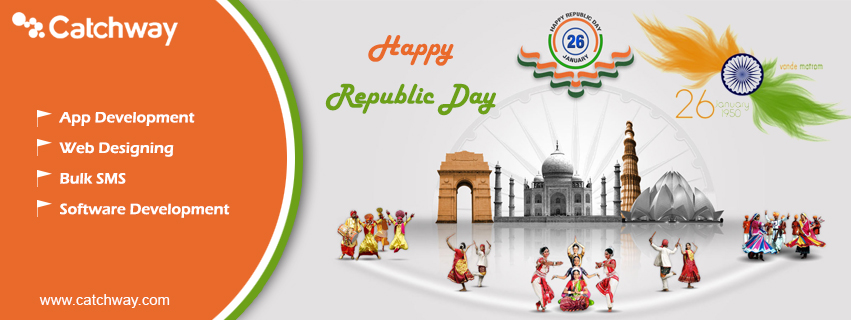 Catchway
App Development
Web Designing
Bulk SMS
Software Development
www.catchway.com
Happy
Republic Day
HAPPY REPUBLIC DAY
26
JANUARY
vande matram
26 January
1950